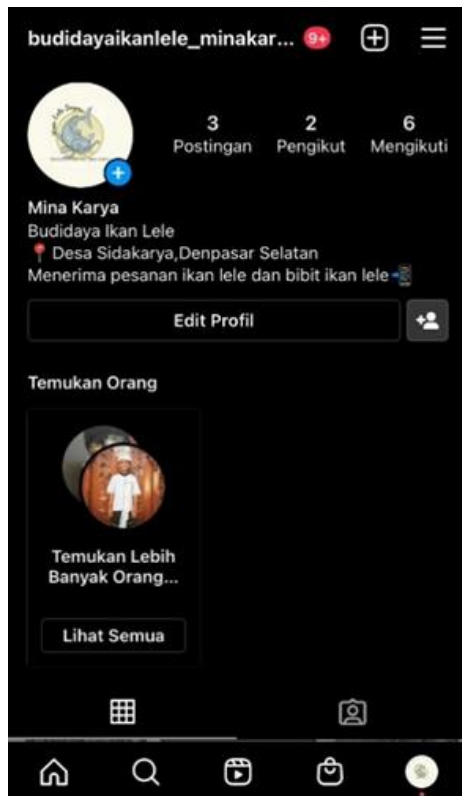 budidayaikanlele_minakar... 9+
3 2 6
Postingan Pengikut Mengikuti
Mina Karya
Budidaya Ikan Lele
📍 Desa Sidakarya,Denpasar Selatan
Menerima pesanan ikan lele dan bibit ikan lele📲
Edit Profil
Temukan Orang
Temukan Lebih
Banyak Orang...
Lihat Semua